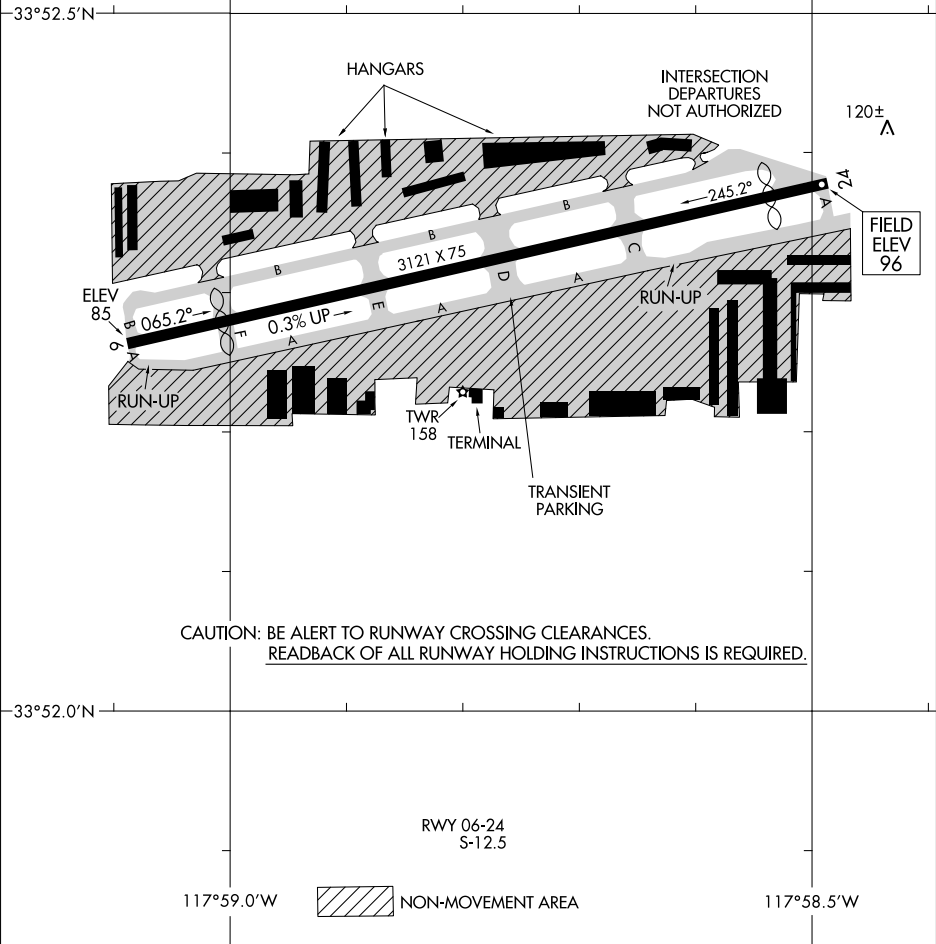 33°52.5'N
HANGARS
INTERSECTION
DEPARTURES
NOT AUTHORIZED
120±
245.2°
24
A
FIELD
ELEV
96
B
B
B
C
3121 X 75
D
A
RUN-UP
ELEV
85
B
065.2°
F
0.3% UP
E
A
A
6
A
RUN-UP
TWR
158
TERMINAL
TRANSIENT
PARKING
CAUTION: BE ALERT TO RUNWAY CROSSING CLEARANCES.
READBACK OF ALL RUNWAY HOLDING INSTRUCTIONS IS REQUIRED.
33°52.0'N
RWY 06-24
S-12.5
117°59.0'W
NON-MOVEMENT AREA
117°58.5'W